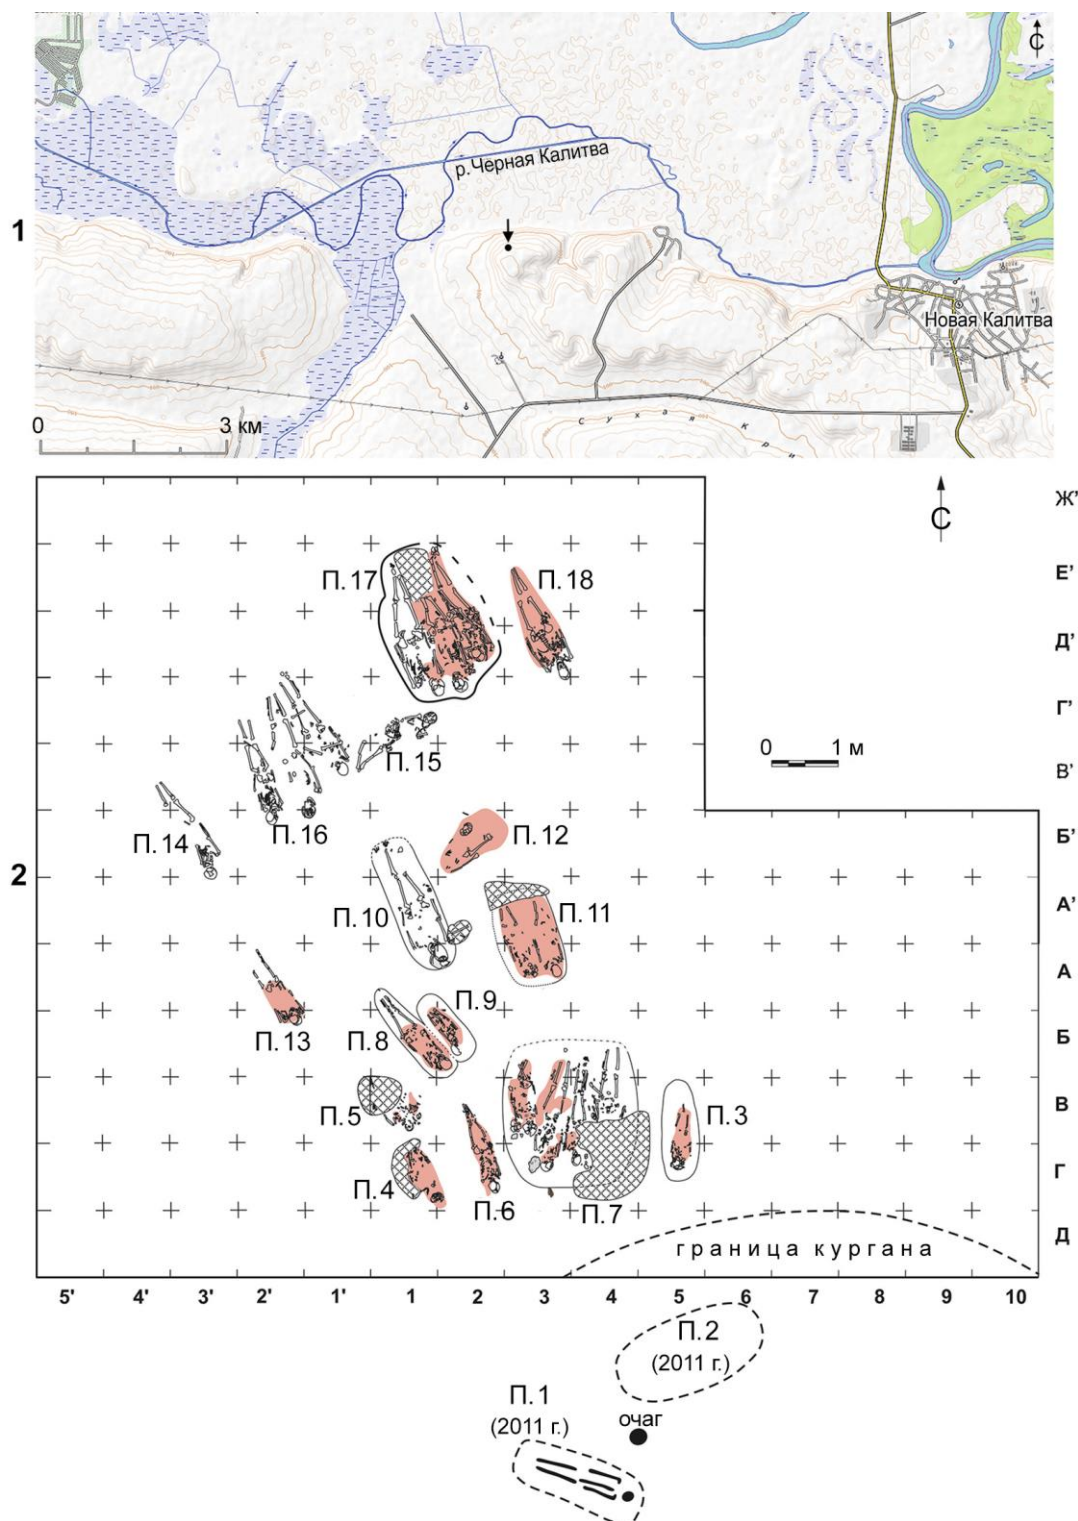 С
1
р. Черная Калитва
Новая Калитва
0 3 км
С у х а я К р и
С
Ж'
П. 17
П. 18
Е'
Д'
Г'
П. 15
0 1 м
В'
П. 14
П. 16
П. 12
Б'
2
П. 10
П. 11
А'
А
П. 13
П. 8
П. 9
Б
П. 5
П. 3
В
П. 4
П. 6
П. 7
Г
граница кургана
Д
5' 4' 3' 2' 1' 1 2 3 4 5 6 7 8 9 10
П. 2
(2011 г.)
П. 1
(2011 г.)
очаг